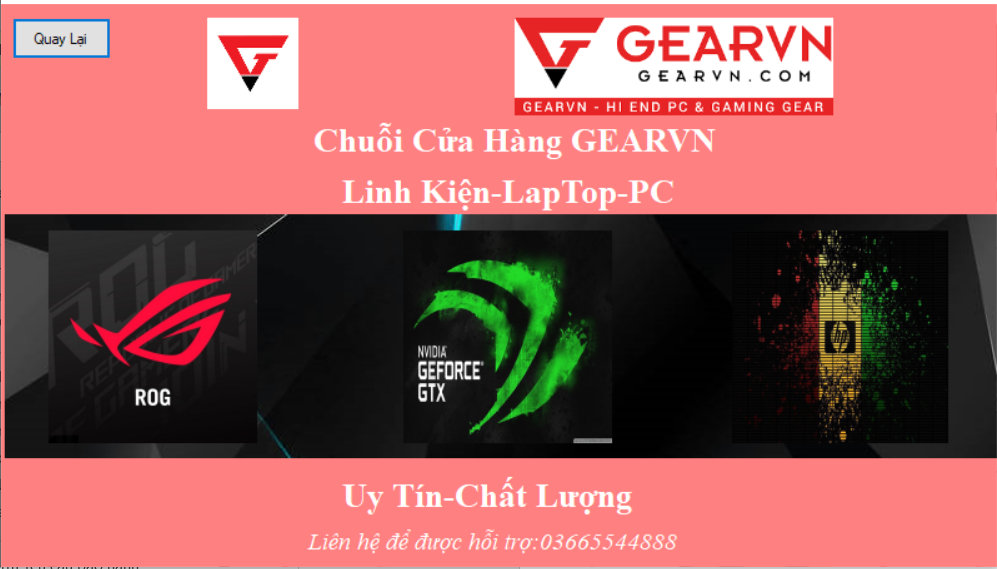 Quay Lại
GEARVN
GEARVN.COM
GEARVN - HI END PC & GAMING GEAR
Chuỗi Cửa Hàng GEARVN
Linh Kiện-LapTop-PC
ROG
NVIDIA
GEFORCE
GTX
hp
Uy Tín-Chất Lượng
Liên hệ để được hỗi trợ:03665544888